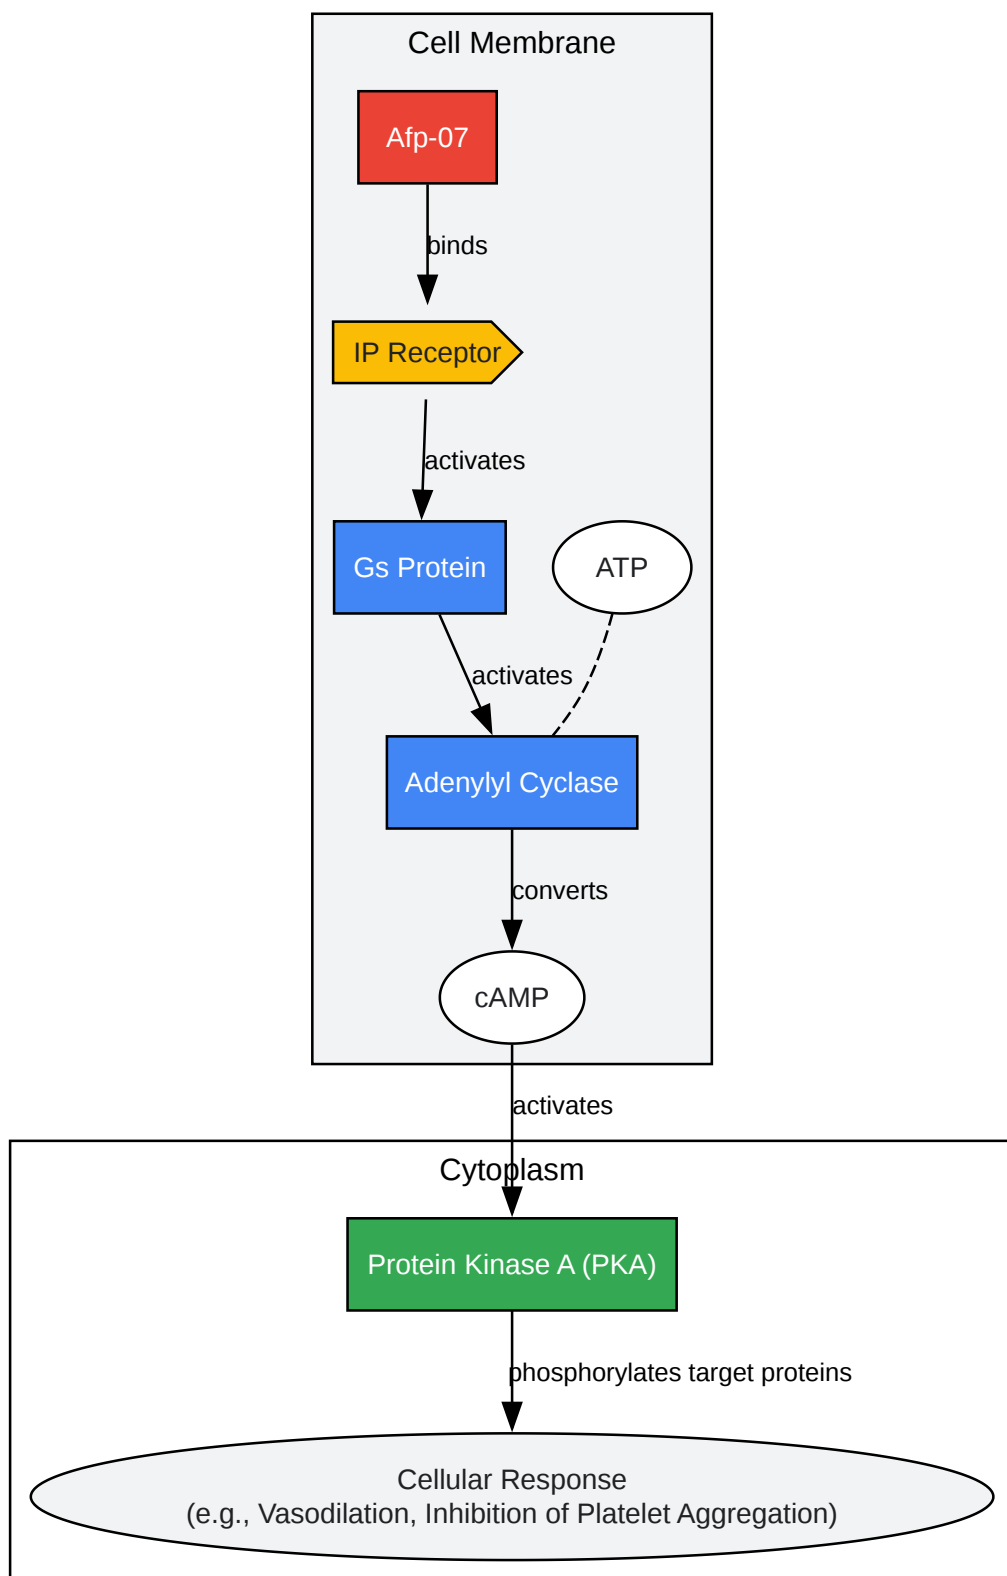 Cell Membrane
Afp-07
binds
IP Receptor
activates
Gs Protein
ATP
activates
Adenylyl Cyclase
converts
cAMP
activates
Cytoplasm
Protein Kinase A (PKA)
phosphorylates target proteins
Cellular Response
(e.g., Vasodilation, Inhibition of Platelet Aggregation)